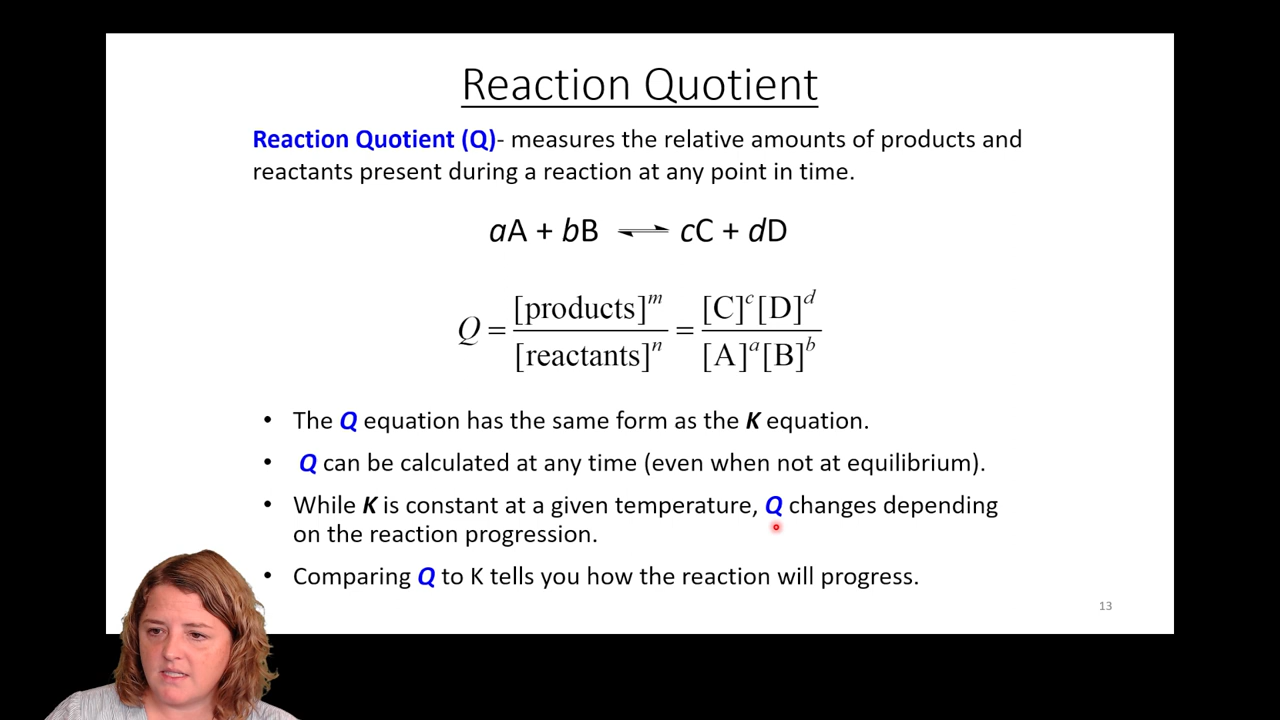 Reaction Quotient
Reaction Quotient (Q)- measures the relative amounts of products and
reactants present during a reaction at any point in time.
aA + bB ⇌ cC + dD
Q = [products]^m / [reactants]^n = [C]^c[D]^d / [A]^a[B]^b
• The Q equation has the same form as the K equation.
• Q can be calculated at any time (even when not at equilibrium).
• While K is constant at a given temperature, Q changes depending
on the reaction progression.
• Comparing Q to K tells you how the reaction will progress.
13